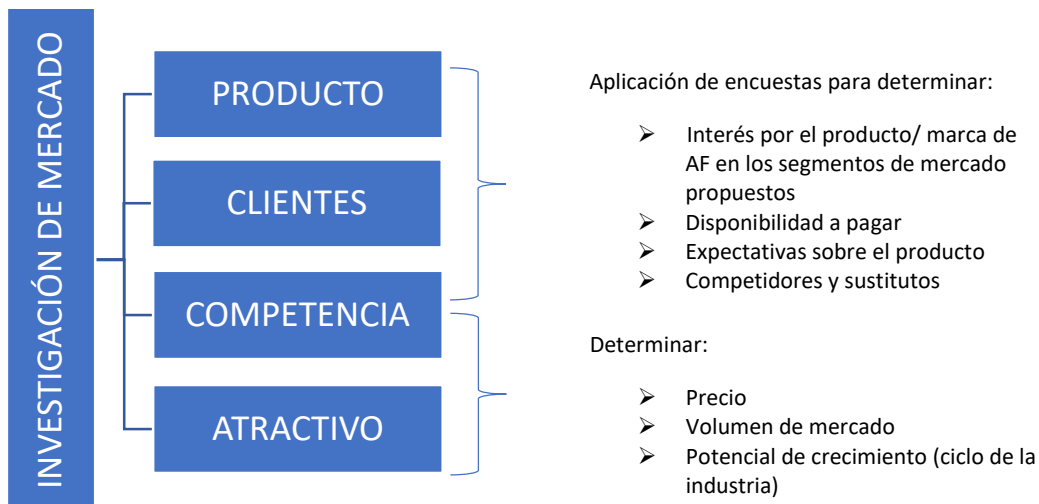 INVESTIGACIÓN DE MERCADO
PRODUCTO
CLIENTES
COMPETENCIA
ATRACTIVO
Aplicación de encuestas para determinar:
➢ Interés por el producto/ marca de
AF en los segmentos de mercado
propuestos
➢ Disponibilidad a pagar
➢ Expectativas sobre el producto
➢ Competidores y sustitutos
Determinar:
➢ Precio
➢ Volumen de mercado
➢ Potencial de crecimiento (ciclo de la
industria)